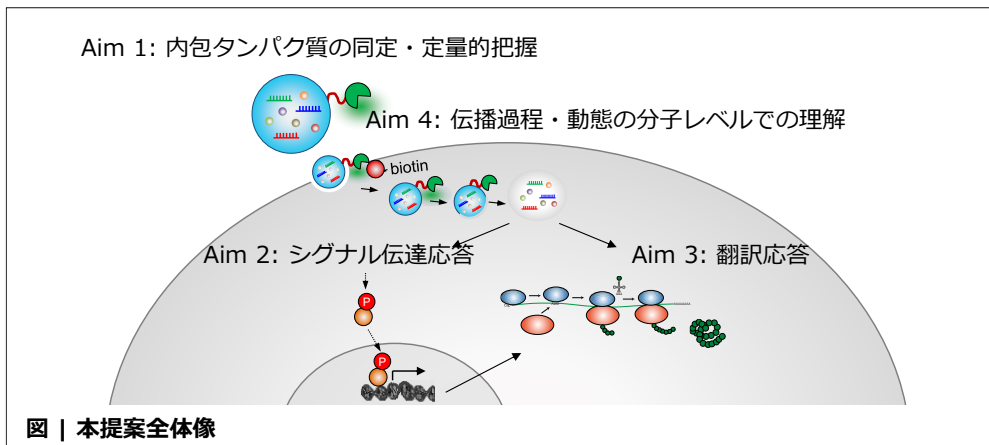 Aim 1: 内包タンパク質の同定・定量的把握
Aim 4: 伝播過程・動態の分子レベルでの理解
biotin
Aim 2: シグナル伝達応答
Aim 3: 翻訳応答
P
P
図 | 本提案全体像